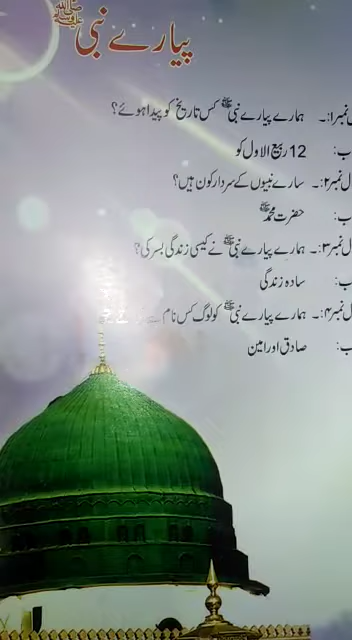 پیارے نبی ﷺ
ل نمبر۱:۔ ہمارے پیارے نبی ﷺ کس تاریخ کو پیدا ہوئے؟
ب: 12 ربیع الاول کو
ل نمبر۲:۔ سارے نبیوں کے سردار کون ہیں؟
ب: حضرت محمد ﷺ
ل نمبر۳:۔ ہمارے پیارے نبی ﷺ نے کیسی زندگی بسر کی؟
ب: سادہ زندگی
ل نمبر۴:۔ ہمارے پیارے نبی ﷺ کو لوگ کس نام سے
ب: صادق اور امین